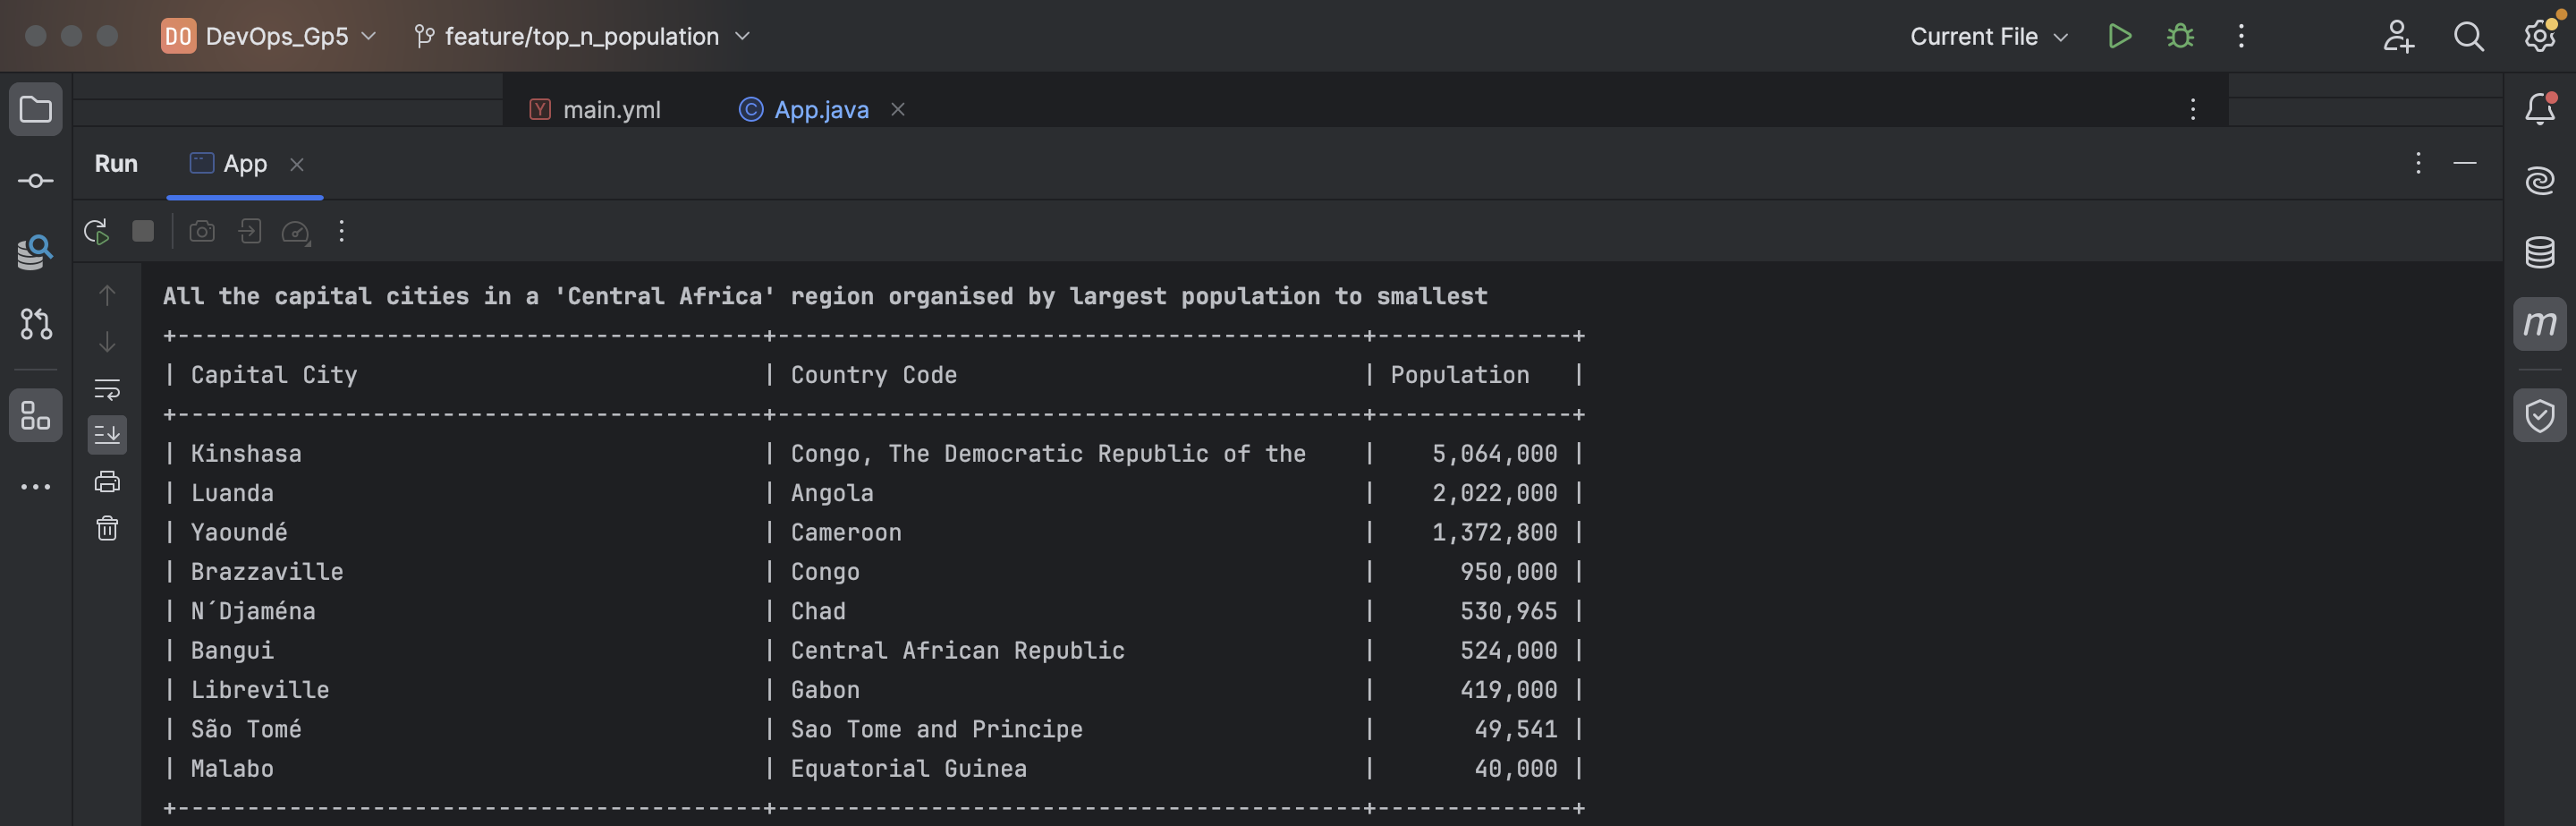 DO DevOps_Gp5 feature/top_n_population Current File
main.yml App.java
Run App
All the capital cities in a 'Central Africa' region organised by largest population to smallest
+------------------------------------------+------------------------------------------+-------------+
| Capital City | Country Code | Population |
+------------------------------------------+------------------------------------------+-------------+
| Kinshasa | Congo, The Democratic Republic of the | 5,064,000 |
| Luanda | Angola | 2,022,000 |
| Yaoundé | Cameroon | 1,372,800 |
| Brazzaville | Congo | 950,000 |
| N´Djaména | Chad | 530,965 |
| Bangui | Central African Republic | 524,000 |
| Libreville | Gabon | 419,000 |
| São Tomé | Sao Tome and Principe | 49,541 |
| Malabo | Equatorial Guinea | 40,000 |
+------------------------------------------+------------------------------------------+-------------+